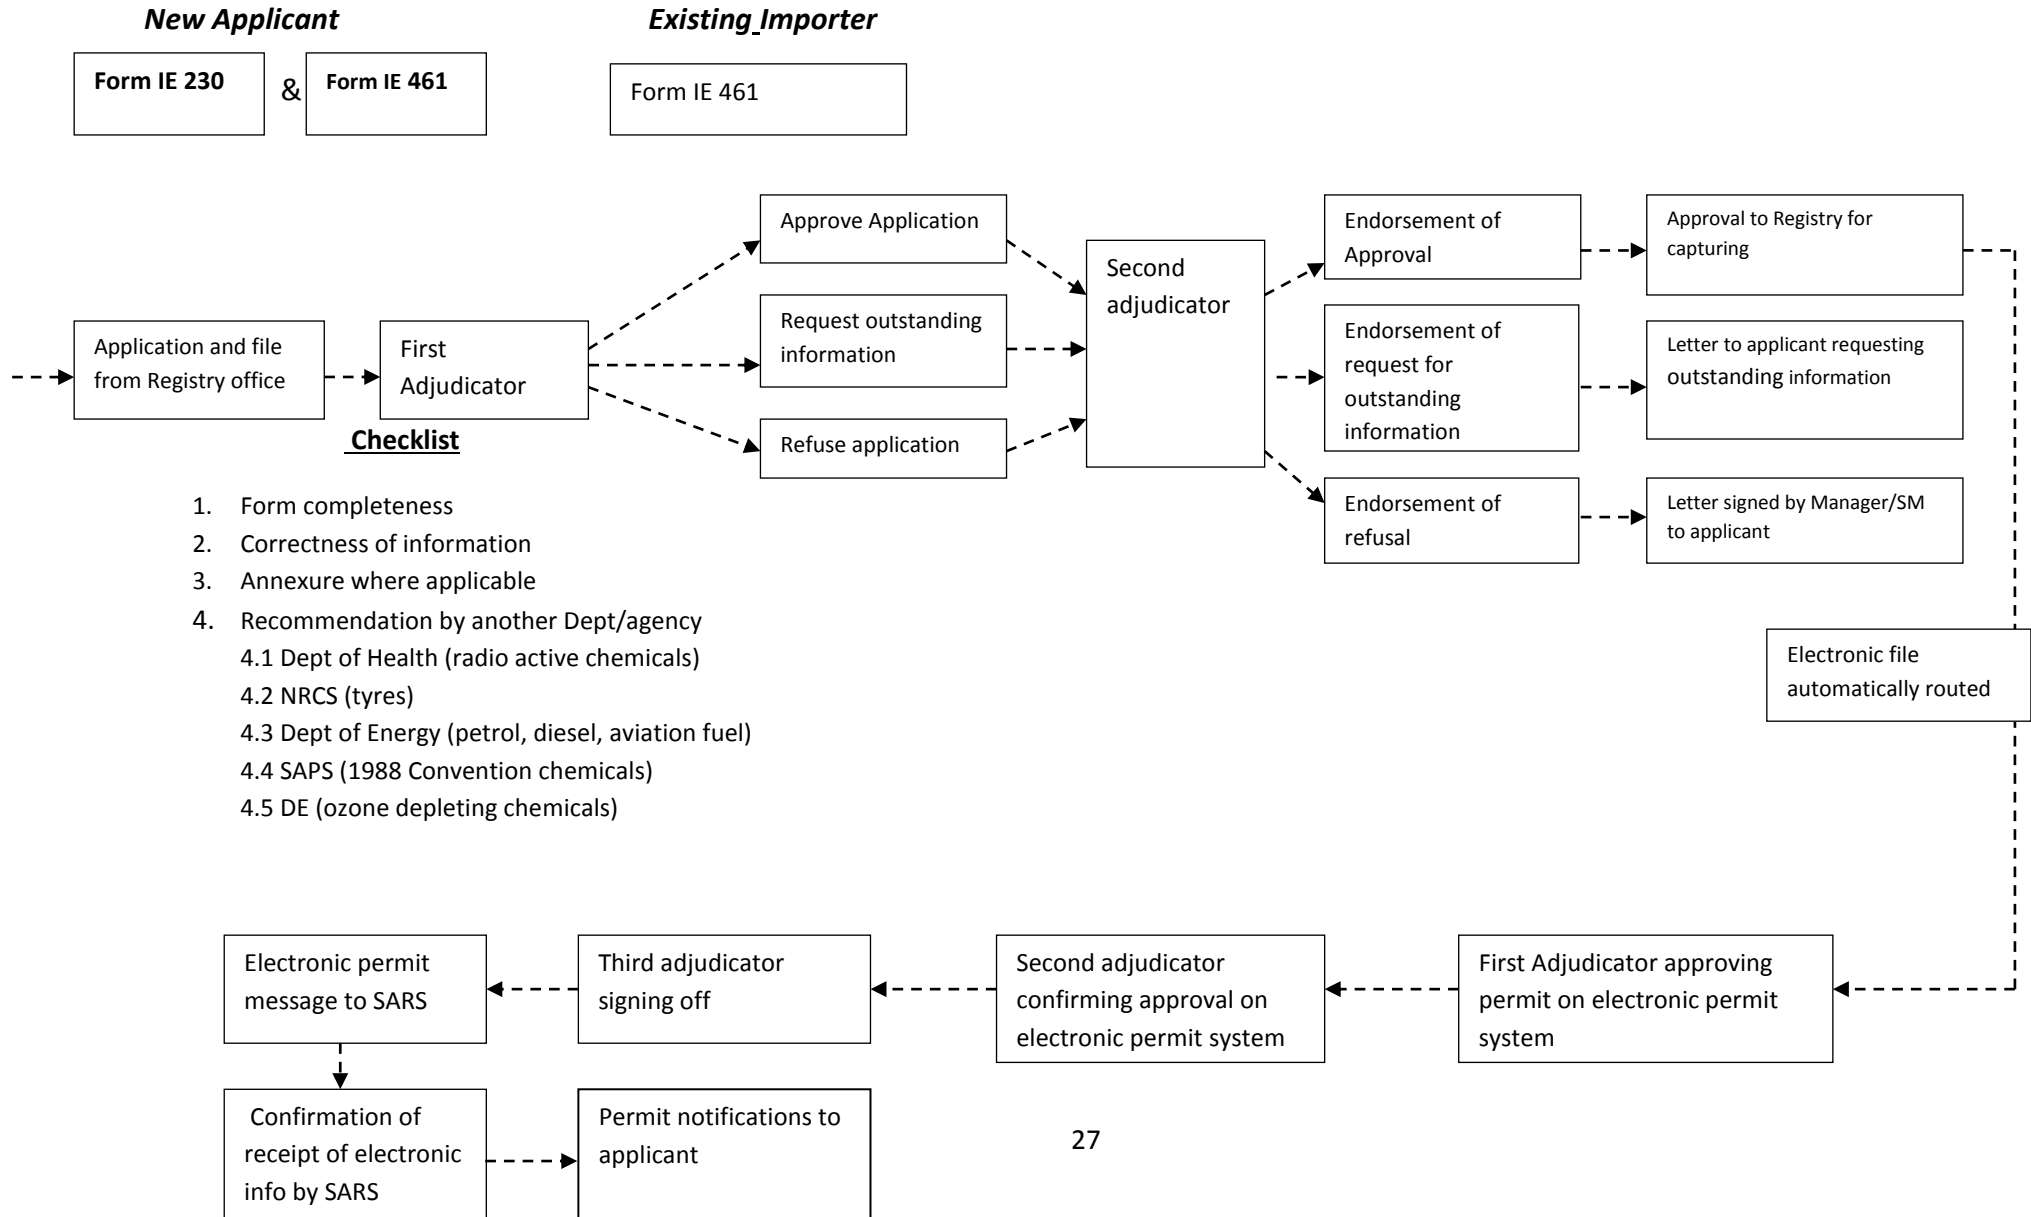 New Applicant
Existing Importer
Form IE 230
&
Form IE 461
Form IE 461
Application and file
from Registry office
First
Adjudicator
Approve Application
Request outstanding
information
Refuse application
Second
adjudicator
Endorsement of
Approval
Endorsement of
request for
outstanding
information
Endorsement of
refusal
Approval to Registry for
capturing
Letter to applicant requesting
outstanding information
Letter signed by Manager/SM
to applicant
Checklist
1. Form completeness
2. Correctness of information
3. Annexure where applicable
4. Recommendation by another Dept/agency
4.1 Dept of Health (radio active chemicals)
4.2 NRCS (tyres)
4.3 Dept of Energy (petrol, diesel, aviation fuel)
4.4 SAPS (1988 Convention chemicals)
4.5 DE (ozone depleting chemicals)
Electronic file
automatically routed
First Adjudicator approving
permit on electronic permit
system
Second adjudicator
confirming approval on
electronic permit system
Third adjudicator
signing off
Electronic permit
message to SARS
Confirmation of
receipt of electronic
info by SARS
Permit notifications to
applicant
27